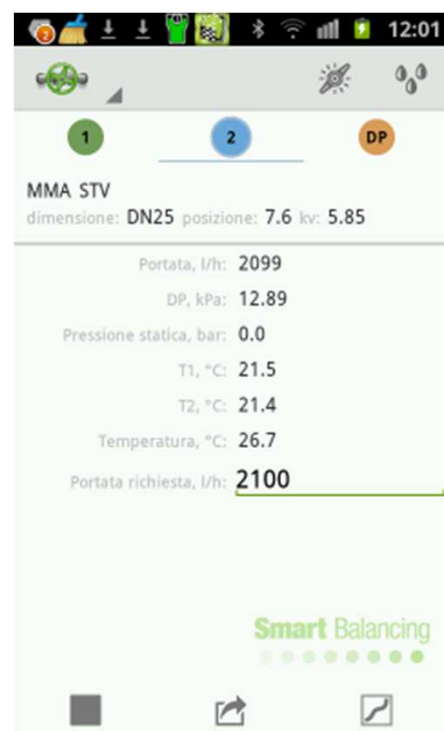 2
12:01
1
2
DP
MMA STV
dimensione: DN25 posizione: 7.6 kv: 5.85
Portata, l/h: 2099
DP, kPa: 12.89
Pressione statica, bar: 0.0
T1, °C: 21.5
T2, °C: 21.4
Temperatura, °C: 26.7
Portata richiesta, l/h: 2100
Smart Balancing